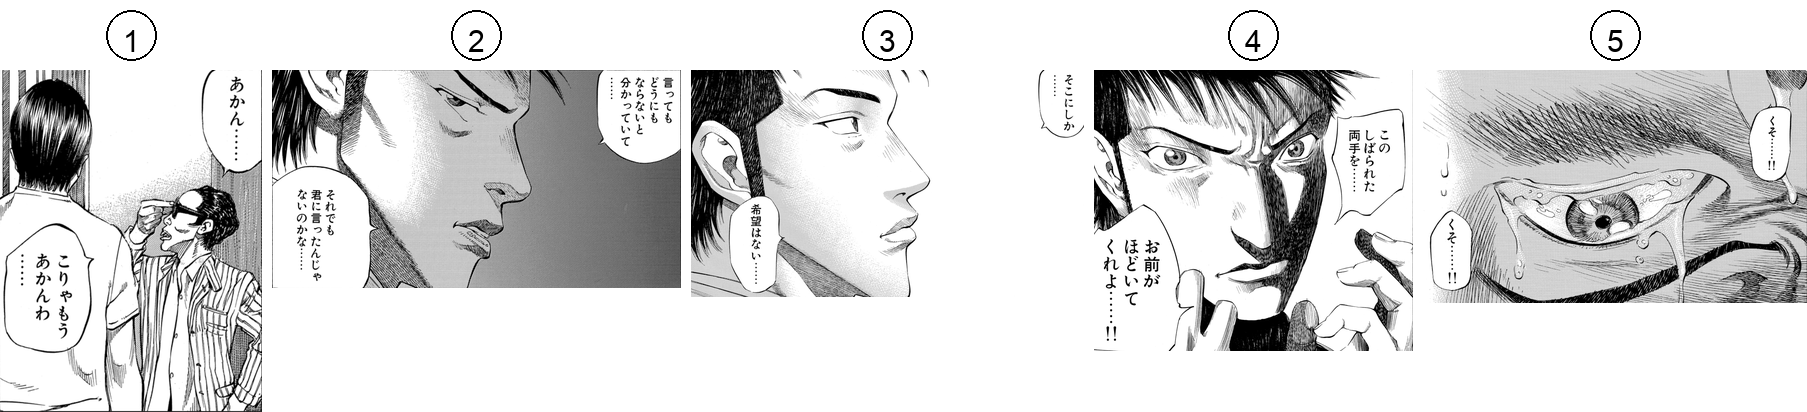 1
あかん……
こりゃもう
あかんわ
……
2
言っても
どうにも
ならないと
分かっていて
……
それでも
君に言ったんじゃ
ないのかな……
3
そこにしか
……
希望はない……
4
この
しばられた
両手を……
お前が
ほどいて
くれよ……!!
5
くそ……!!
くそ……!!